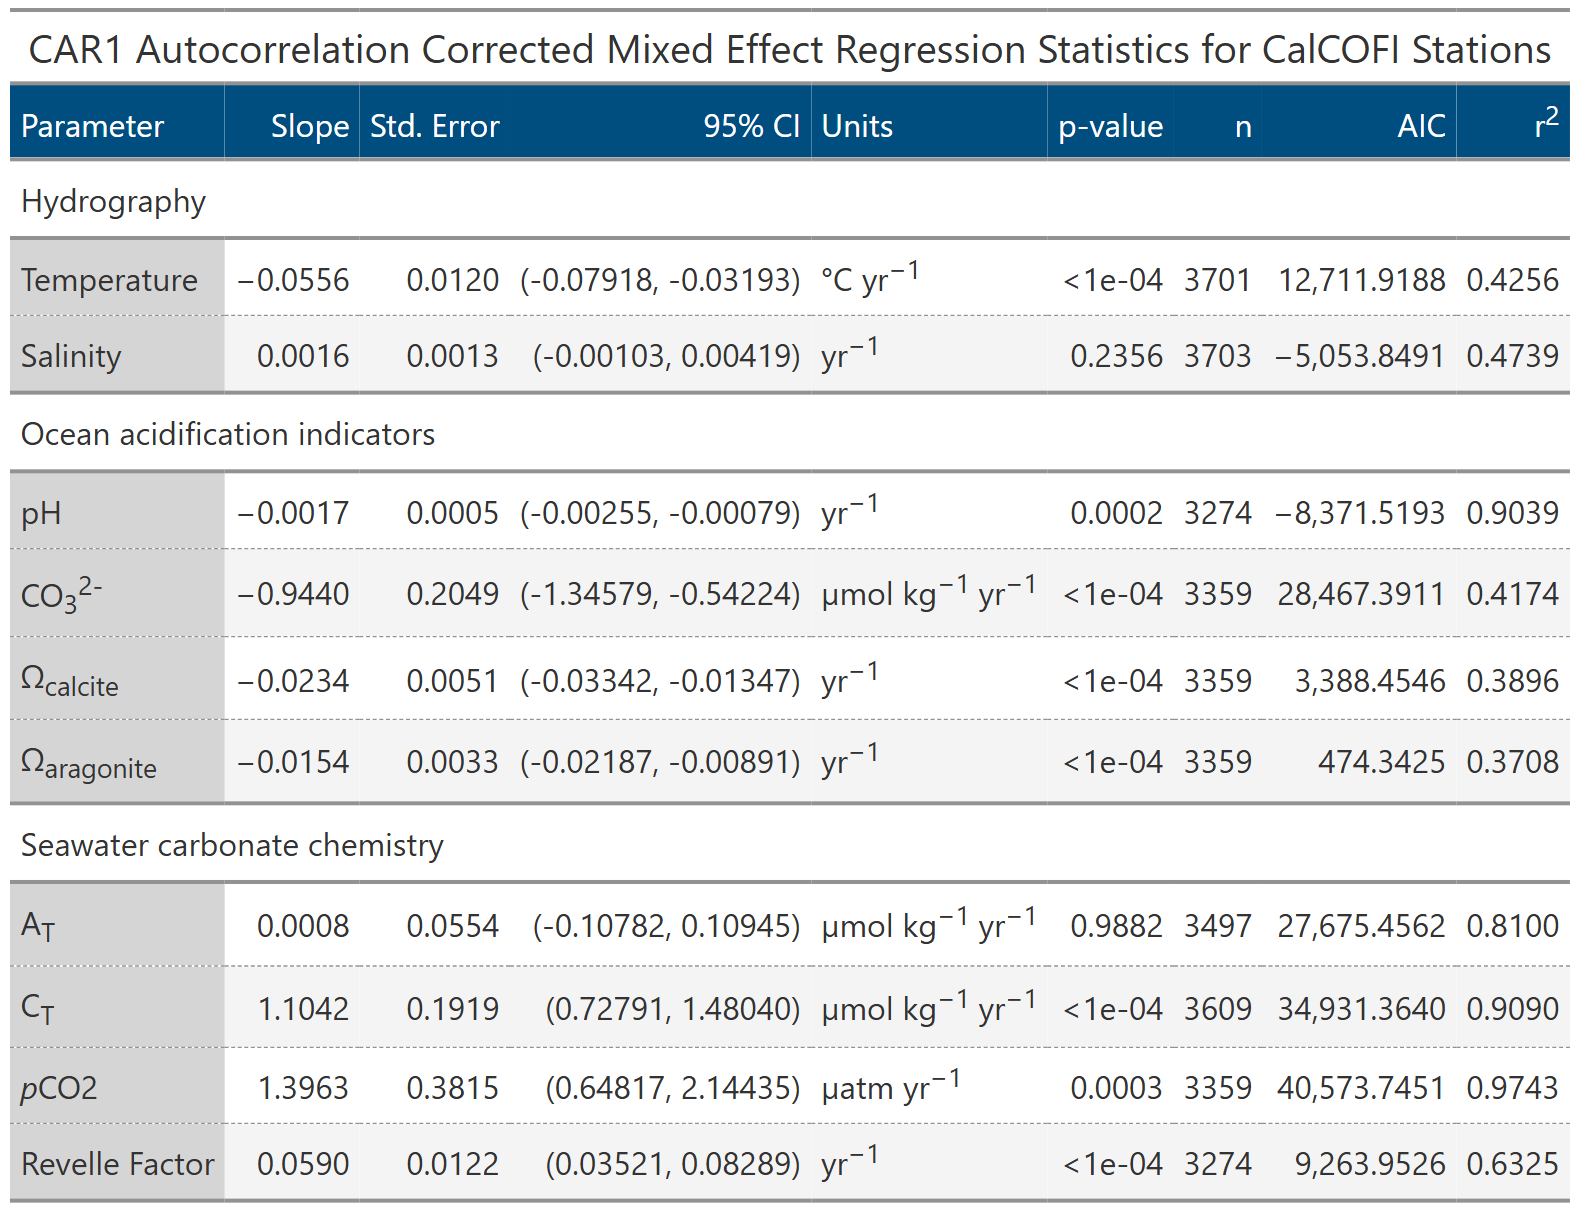 CAR1 Autocorrelation Corrected Mixed Effect Regression Statistics for CalCOFI Stations
Parameter Slope Std. Error 95% CI Units p-value n AIC r²
Hydrography
Temperature −0.0556 0.0120 (-0.07918, -0.03193) °C yr⁻¹ <1e-04 3701 12,711.9188 0.4256
Salinity 0.0016 0.0013 (-0.00103, 0.00419) yr⁻¹ 0.2356 3703 −5,053.8491 0.4739
Ocean acidification indicators
pH −0.0017 0.0005 (-0.00255, -0.00079) yr⁻¹ 0.0002 3274 −8,371.5193 0.9039
CO₃²⁻ −0.9440 0.2049 (-1.34579, -0.54224) µmol kg⁻¹ yr⁻¹ <1e-04 3359 28,467.3911 0.4174
Ωcalcite −0.0234 0.0051 (-0.03342, -0.01347) yr⁻¹ <1e-04 3359 3,388.4546 0.3896
Ωaragonite −0.0154 0.0033 (-0.02187, -0.00891) yr⁻¹ <1e-04 3359 474.3425 0.3708
Seawater carbonate chemistry
AT 0.0008 0.0554 (-0.10782, 0.10945) µmol kg⁻¹ yr⁻¹ 0.9882 3497 27,675.4562 0.8100
CT 1.1042 0.1919 (0.72791, 1.48040) µmol kg⁻¹ yr⁻¹ <1e-04 3609 34,931.3640 0.9090
pCO2 1.3963 0.3815 (0.64817, 2.14435) µatm yr⁻¹ 0.0003 3359 40,573.7451 0.9743
Revelle Factor 0.0590 0.0122 (0.03521, 0.08289) yr⁻¹ <1e-04 3274 9,263.9526 0.6325